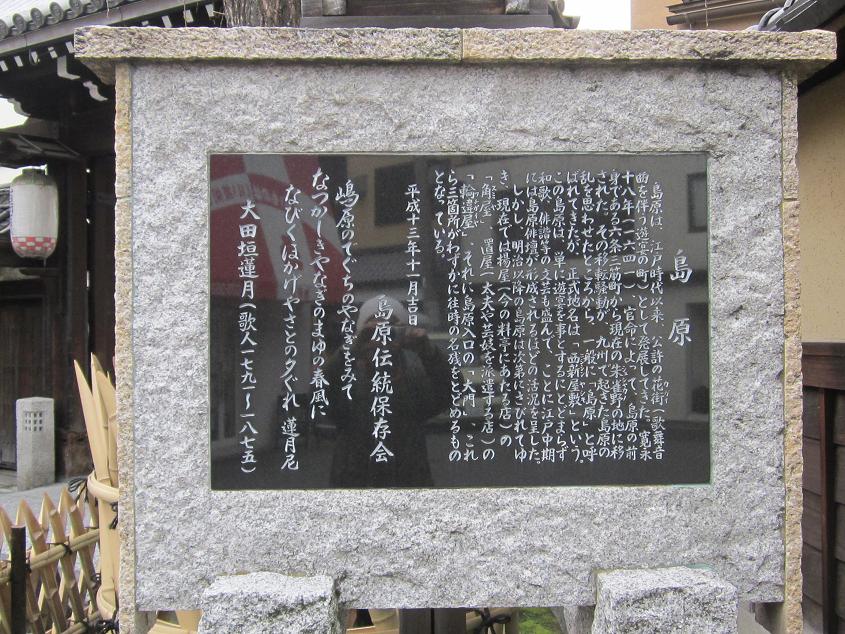 島原
島原は、江戸時代以来、公許の花街(歌舞音
曲を伴う遊宴の町)として発展してきた。寛永
十八年(一六四一)、官命によって、島原の前
身である六条三筋町から現在の朱雀野の地に移
された。その移転騒動が、九州で起きた島原の
乱を思わせたところから、一般に「島原」と呼
ばれてきたが、正式地名は「西新屋敷」という。
この島原は、単に遊宴を事とするにとどまらず
和歌、俳諧等の文芸も盛んで、ことに江戸中期
には島原俳壇が形成されるほどの活況を呈した。
しかし、明治以降の島原は次第にさびれてゆ
き、現在では揚屋(今の料亭にあたる店)の
「角屋」、置屋(太夫や芸妓を派遣する店)の
「輪違屋」、それに島原入口の「大門」、これ
ら三箇所がわずかに往時の名残をとどめるもの
となっている。
平成十三年十一月吉日
島原伝統保存会
嶋原のでぐちのやなぎをみて
なつかしきやなぎのまゆの春風に
なびくほかげやさとの夕ぐれ 蓮月尼
大田垣蓮月(歌人一七九一〜一八七五)